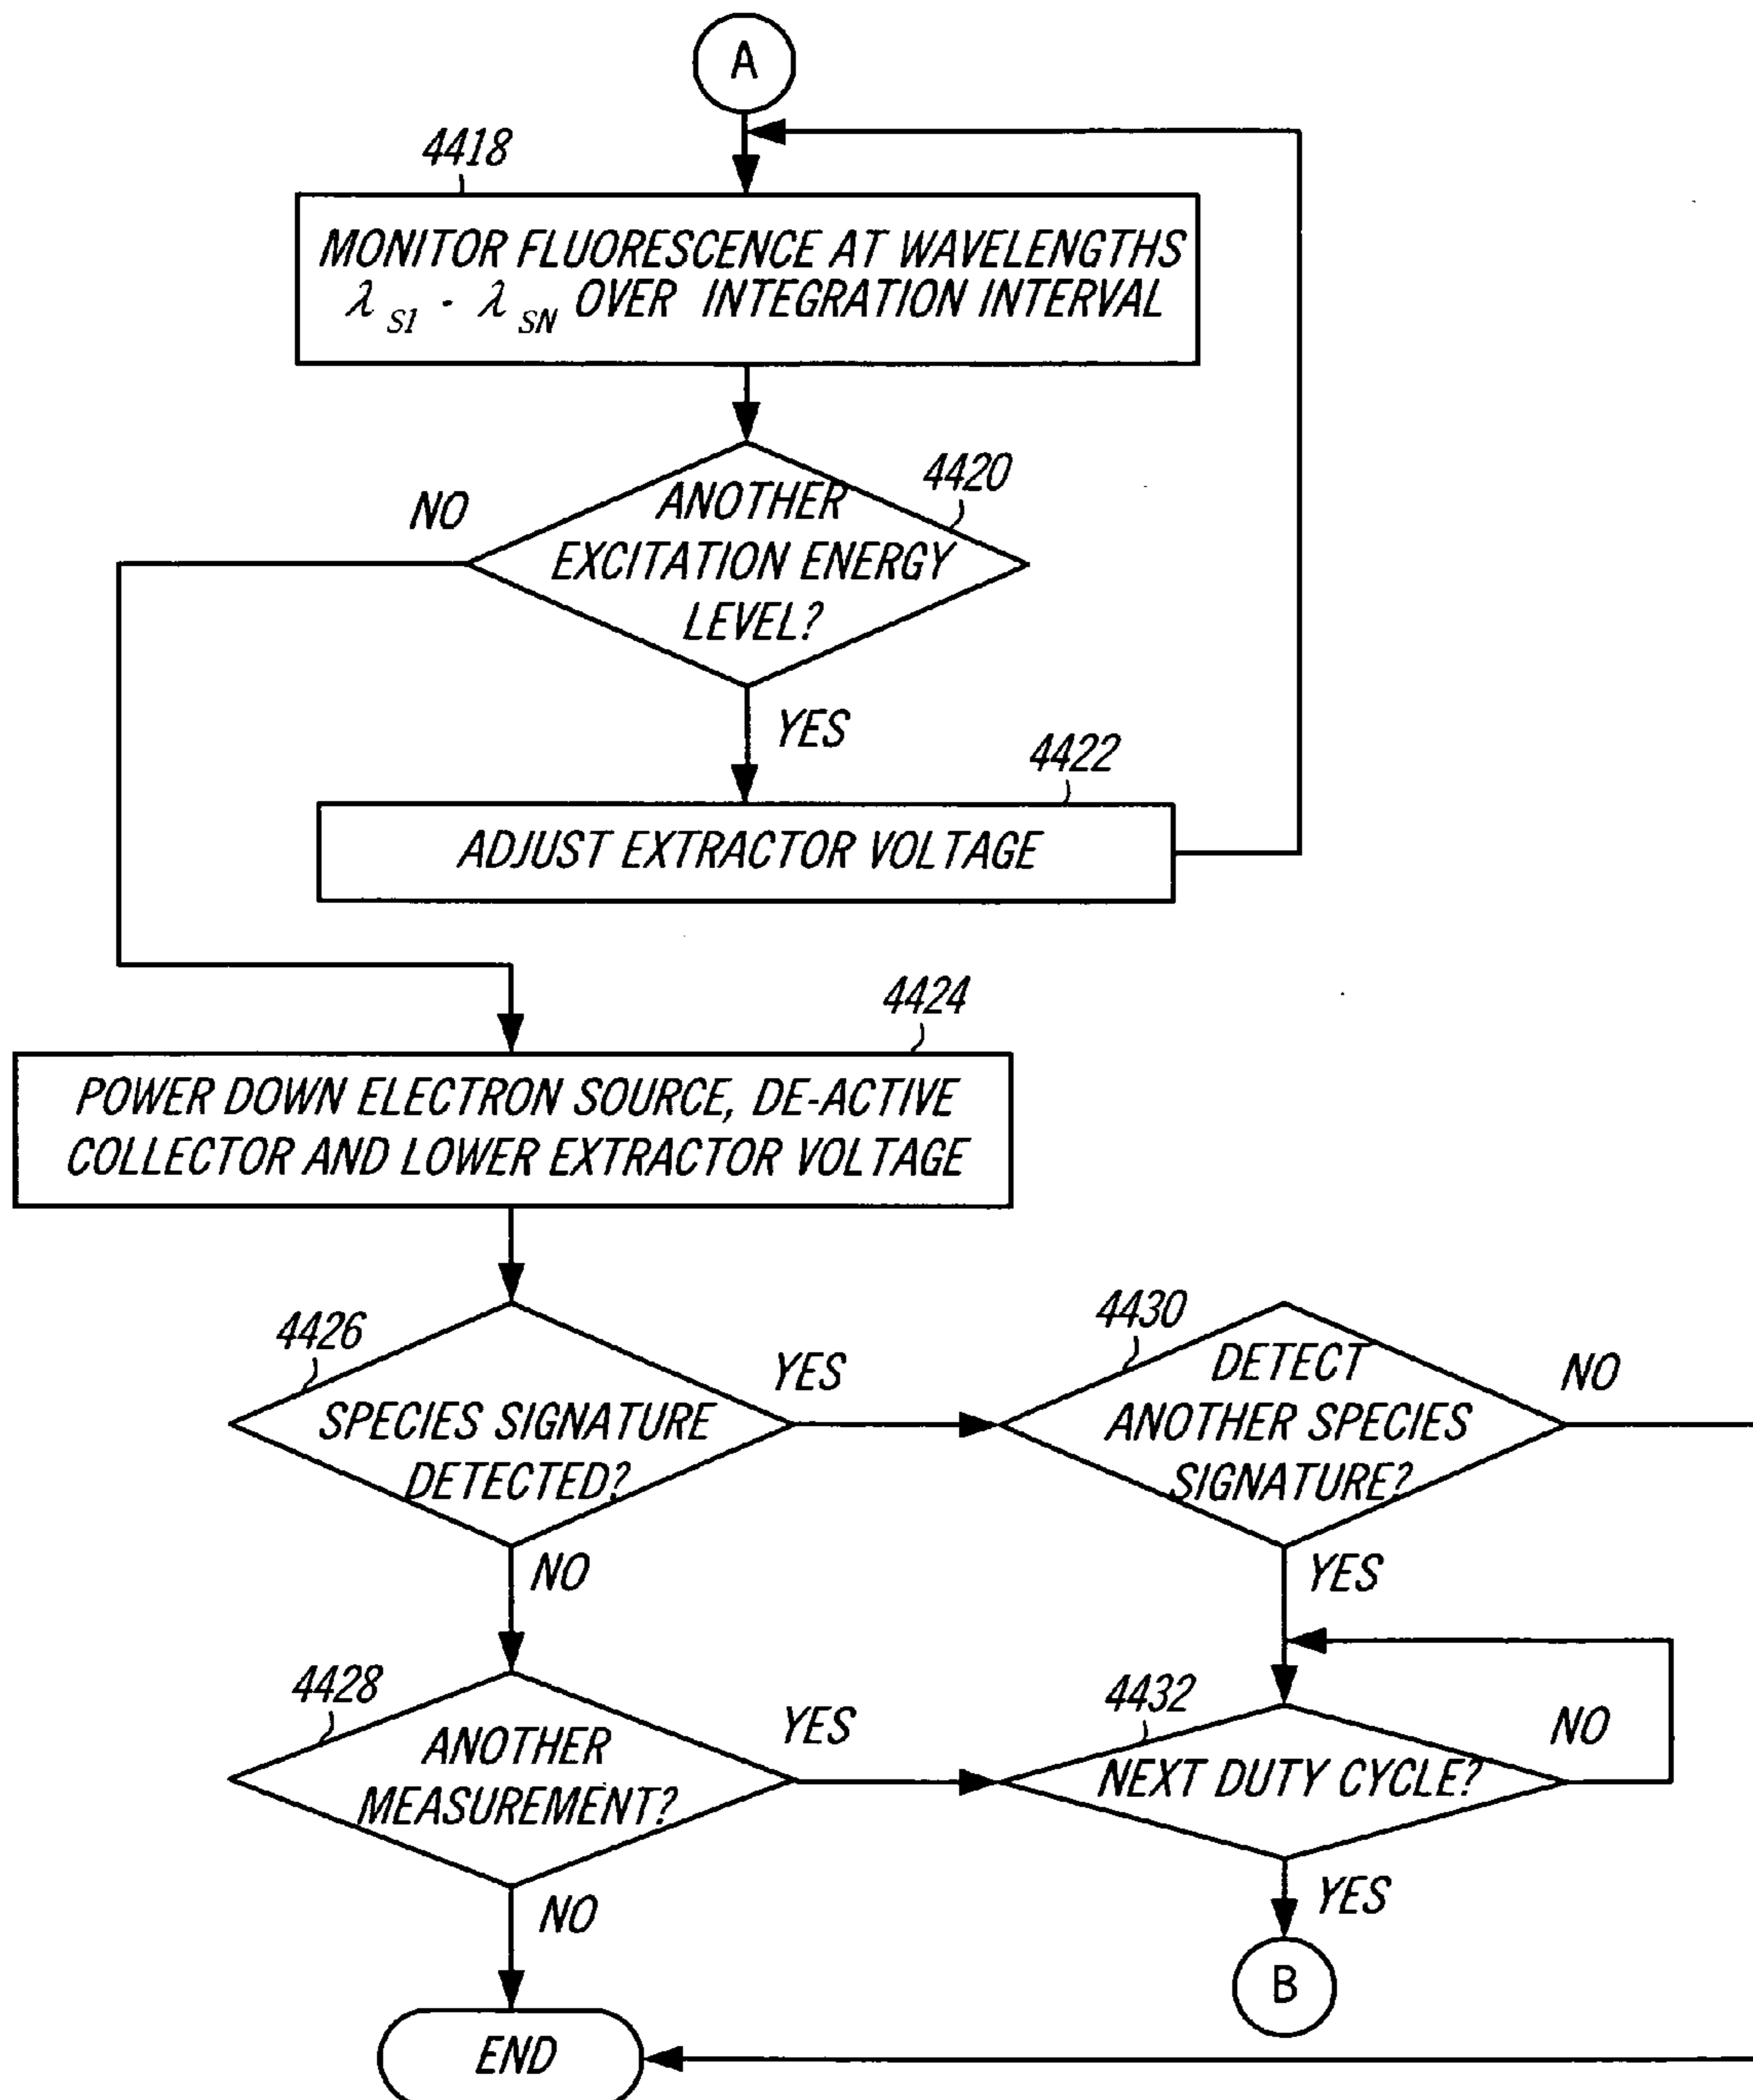 A
4418
MONITOR FLUORESCENCE AT WAVELENGTHS
λ S1 - λ SN OVER INTEGRATION INTERVAL
4420
NO
ANOTHER
EXCITATION ENERGY
LEVEL?
YES
4422
ADJUST EXTRACTOR VOLTAGE
4424
POWER DOWN ELECTRON SOURCE, DE-ACTIVE
COLLECTOR AND LOWER EXTRACTOR VOLTAGE
4426
SPECIES SIGNATURE
DETECTED?
YES
NO
4430
DETECT
ANOTHER SPECIES
SIGNATURE?
NO
YES
4428
ANOTHER
MEASUREMENT?
YES
NO
4432
NEXT DUTY CYCLE?
NO
YES
B
END